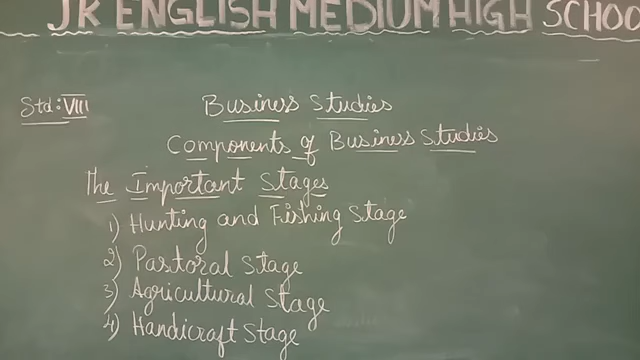 JK ENGLISH MEDIUM HIGH SCHOO
Std: VIII
Business Studies
Components of Business Studies
The Important Stages
1) Hunting and Fishing Stage
2) Pastoral Stage
3) Agricultural Stage
4) Handicraft Stage